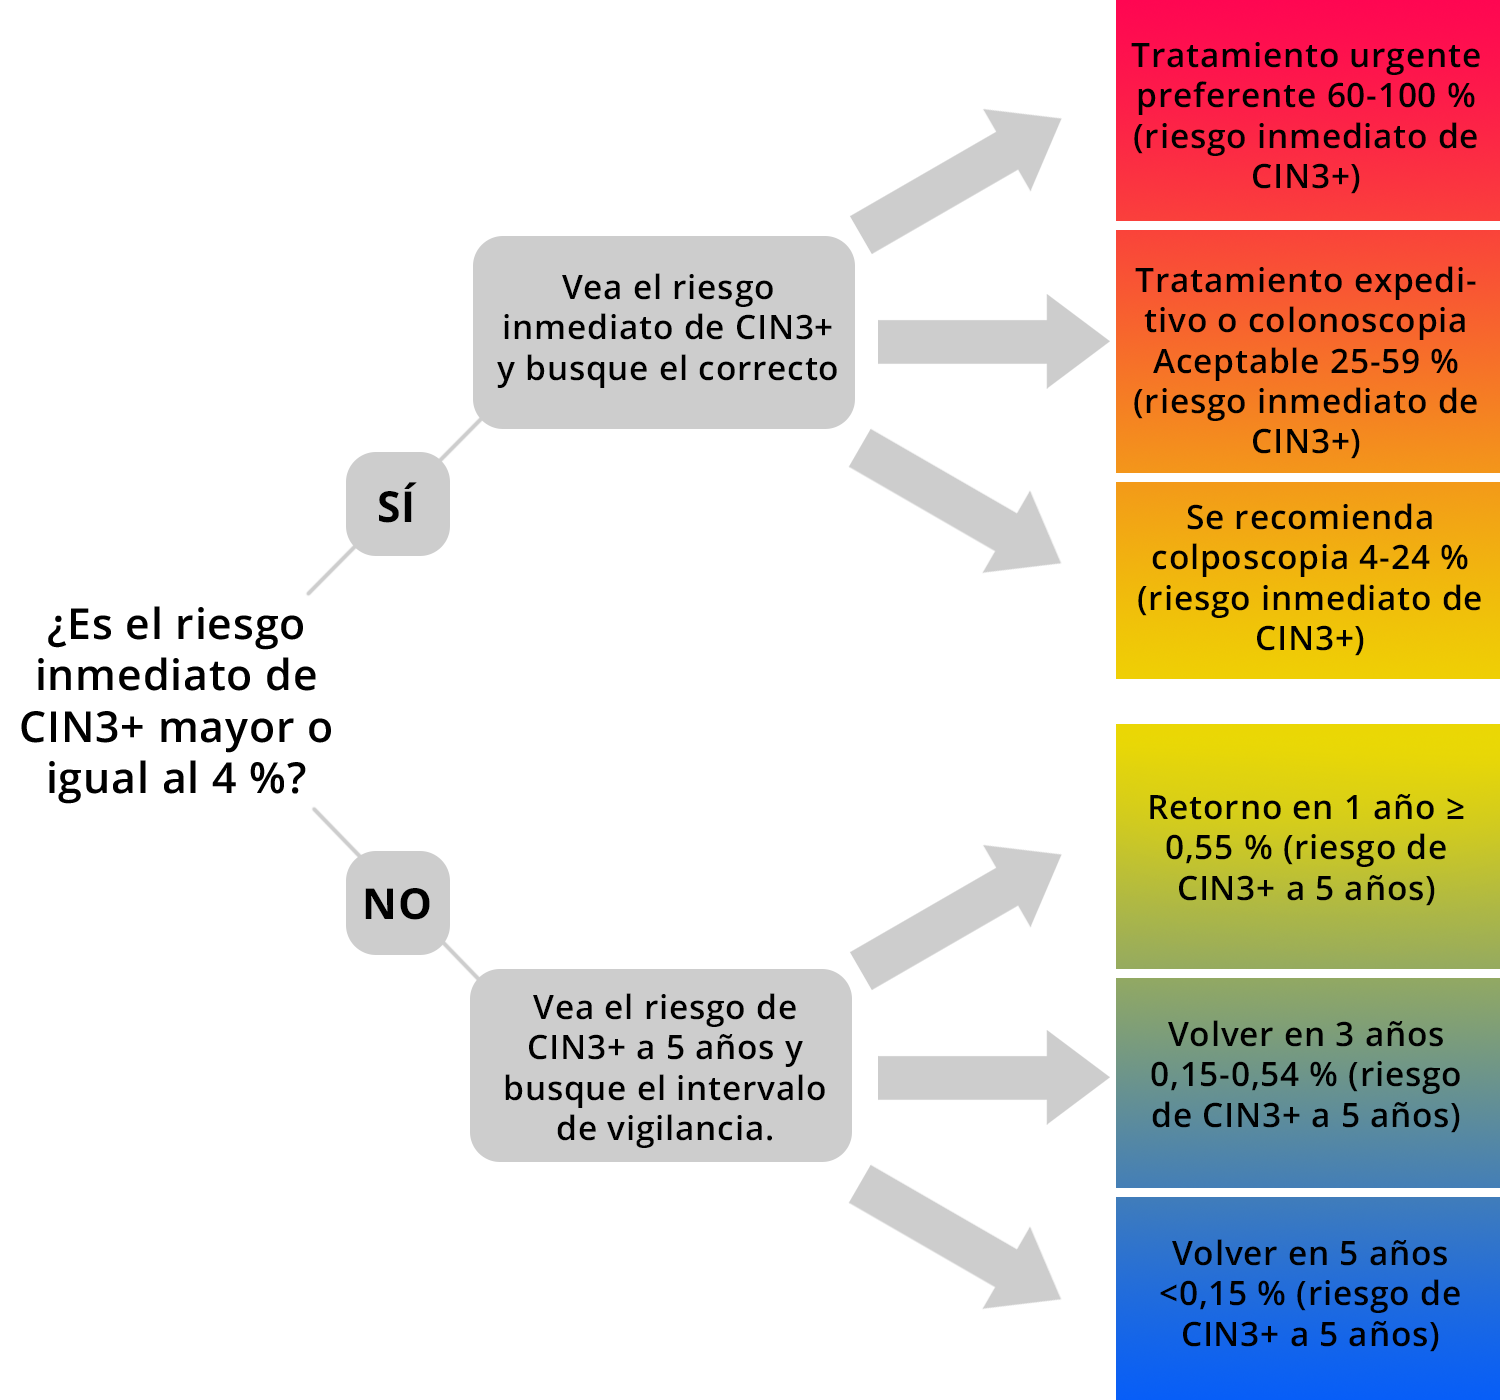 ¿Es el riesgo
inmediato de
CIN3+ mayor o
igual al 4 %?
SÍ
Vea el riesgo
inmediato de CIN3+
y busque el correcto
Tratamiento urgente
preferente 60-100 %
(riesgo inmediato de
CIN3+)
Tratamiento expedi-
tivo o colonoscopia
Aceptable 25-59 %
(riesgo inmediato de
CIN3+)
Se recomienda
colposcopia 4-24 %
(riesgo inmediato de
CIN3+)
NO
Vea el riesgo de
CIN3+ a 5 años y
busque el intervalo
de vigilancia.
Retorno en 1 año ≥
0,55 % (riesgo de
CIN3+ a 5 años)
Volver en 3 años
0,15-0,54 % (riesgo
de CIN3+ a 5 años)
Volver en 5 años
<0,15 % (riesgo de
CIN3+ a 5 años)